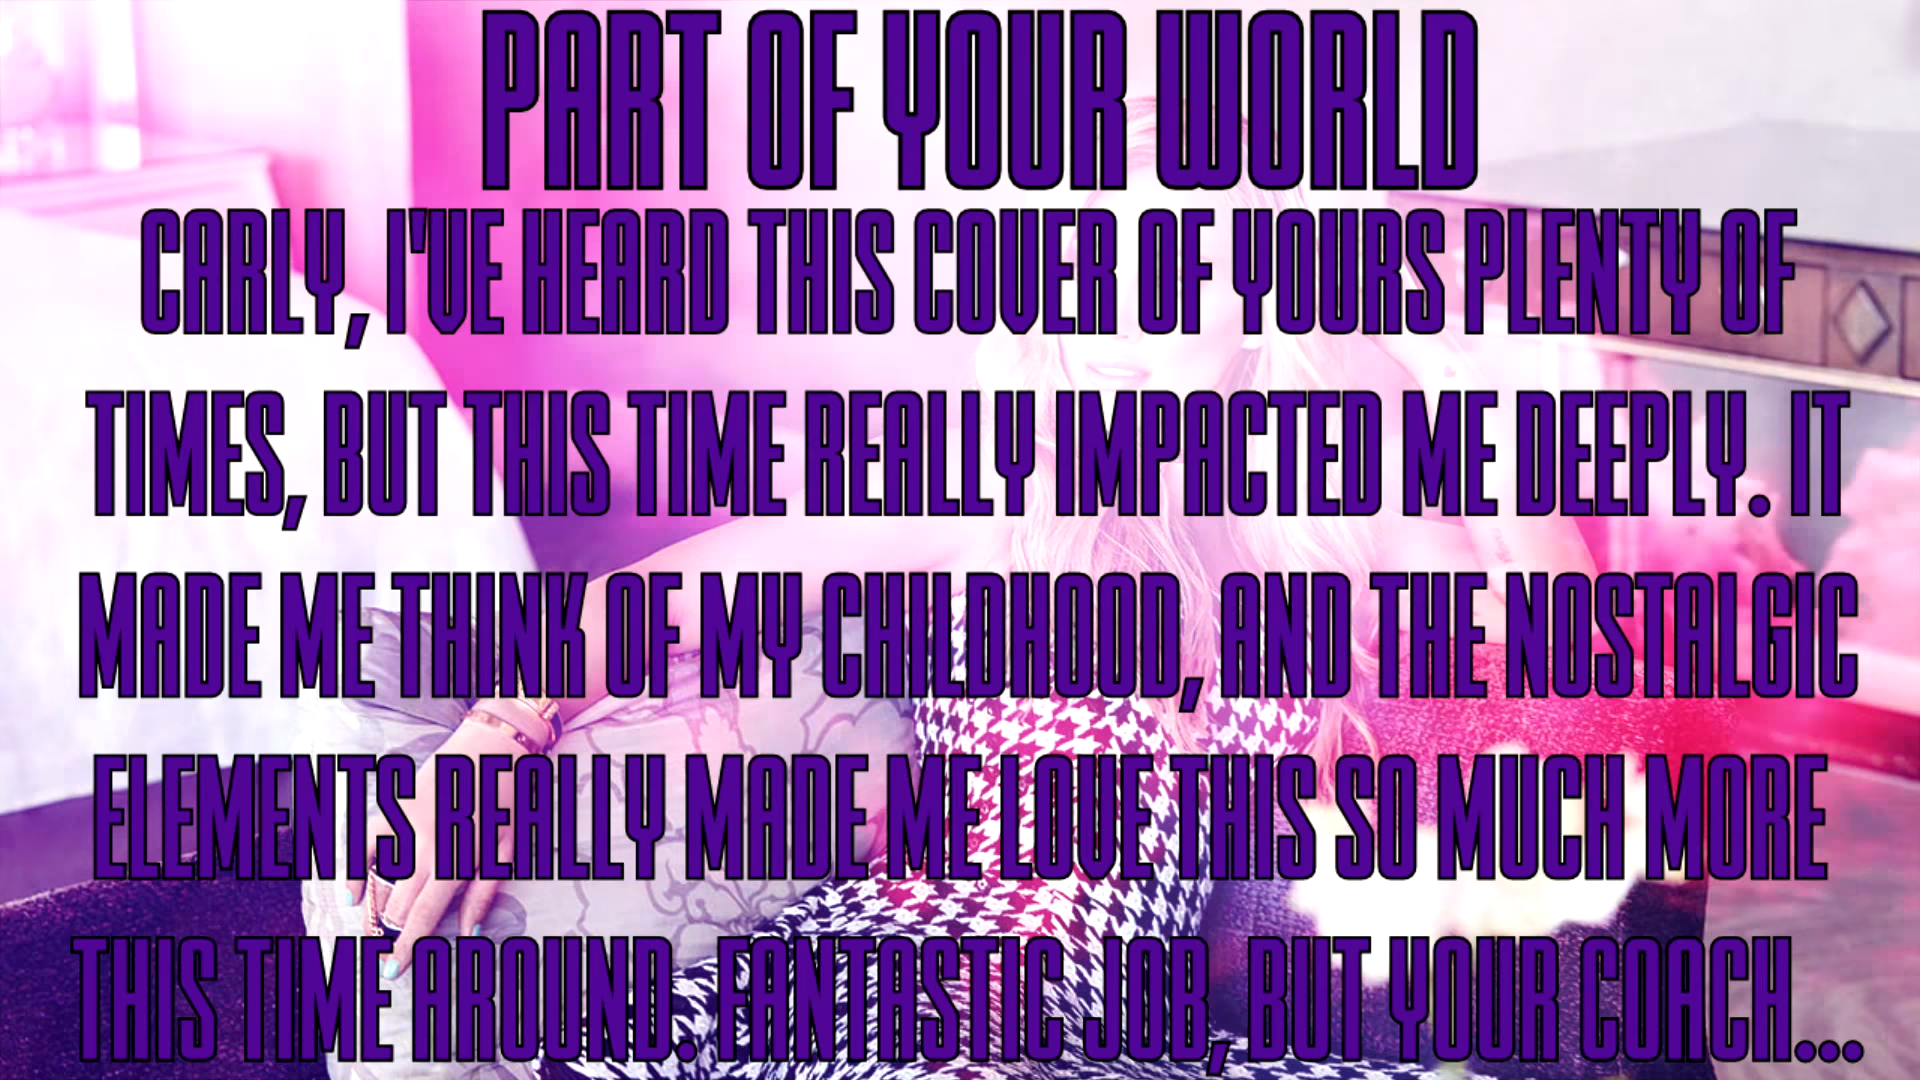 PART OF YOUR WORLD
CARLY, I'VE HEARD THIS COVER OF YOURS PLENTY OF
TIMES, BUT THIS TIME REALLY IMPACTED ME DEEPLY. IT
MADE ME THINK OF MY CHILDHOOD, AND THE NOSTALGIC
ELEMENTS REALLY MADE ME LOVE THIS SO MUCH MORE
THIS TIME AROUND. FANTASTIC JOB, BUT YOUR COACH...